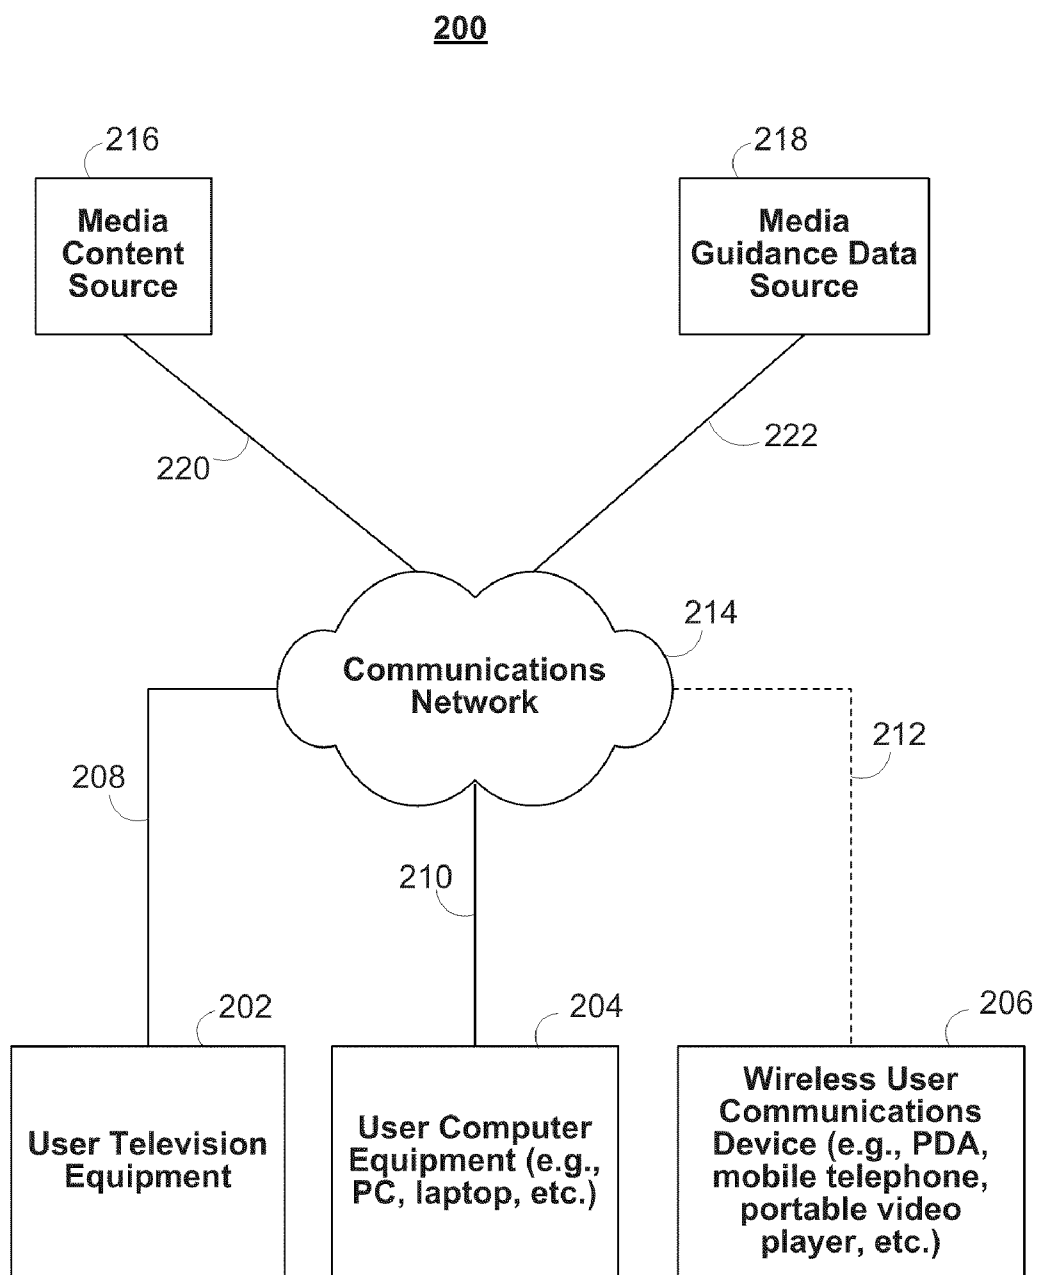 200
216
218
Media
Content
Source
Media
Guidance Data
Source
220
222
214
Communications
Network
212
208
210
202
204
206
User Television
Equipment
User Computer
Equipment (e.g.,
PC, laptop, etc.)
Wireless User
Communications
Device (e.g., PDA,
mobile telephone,
portable video
player, etc.)